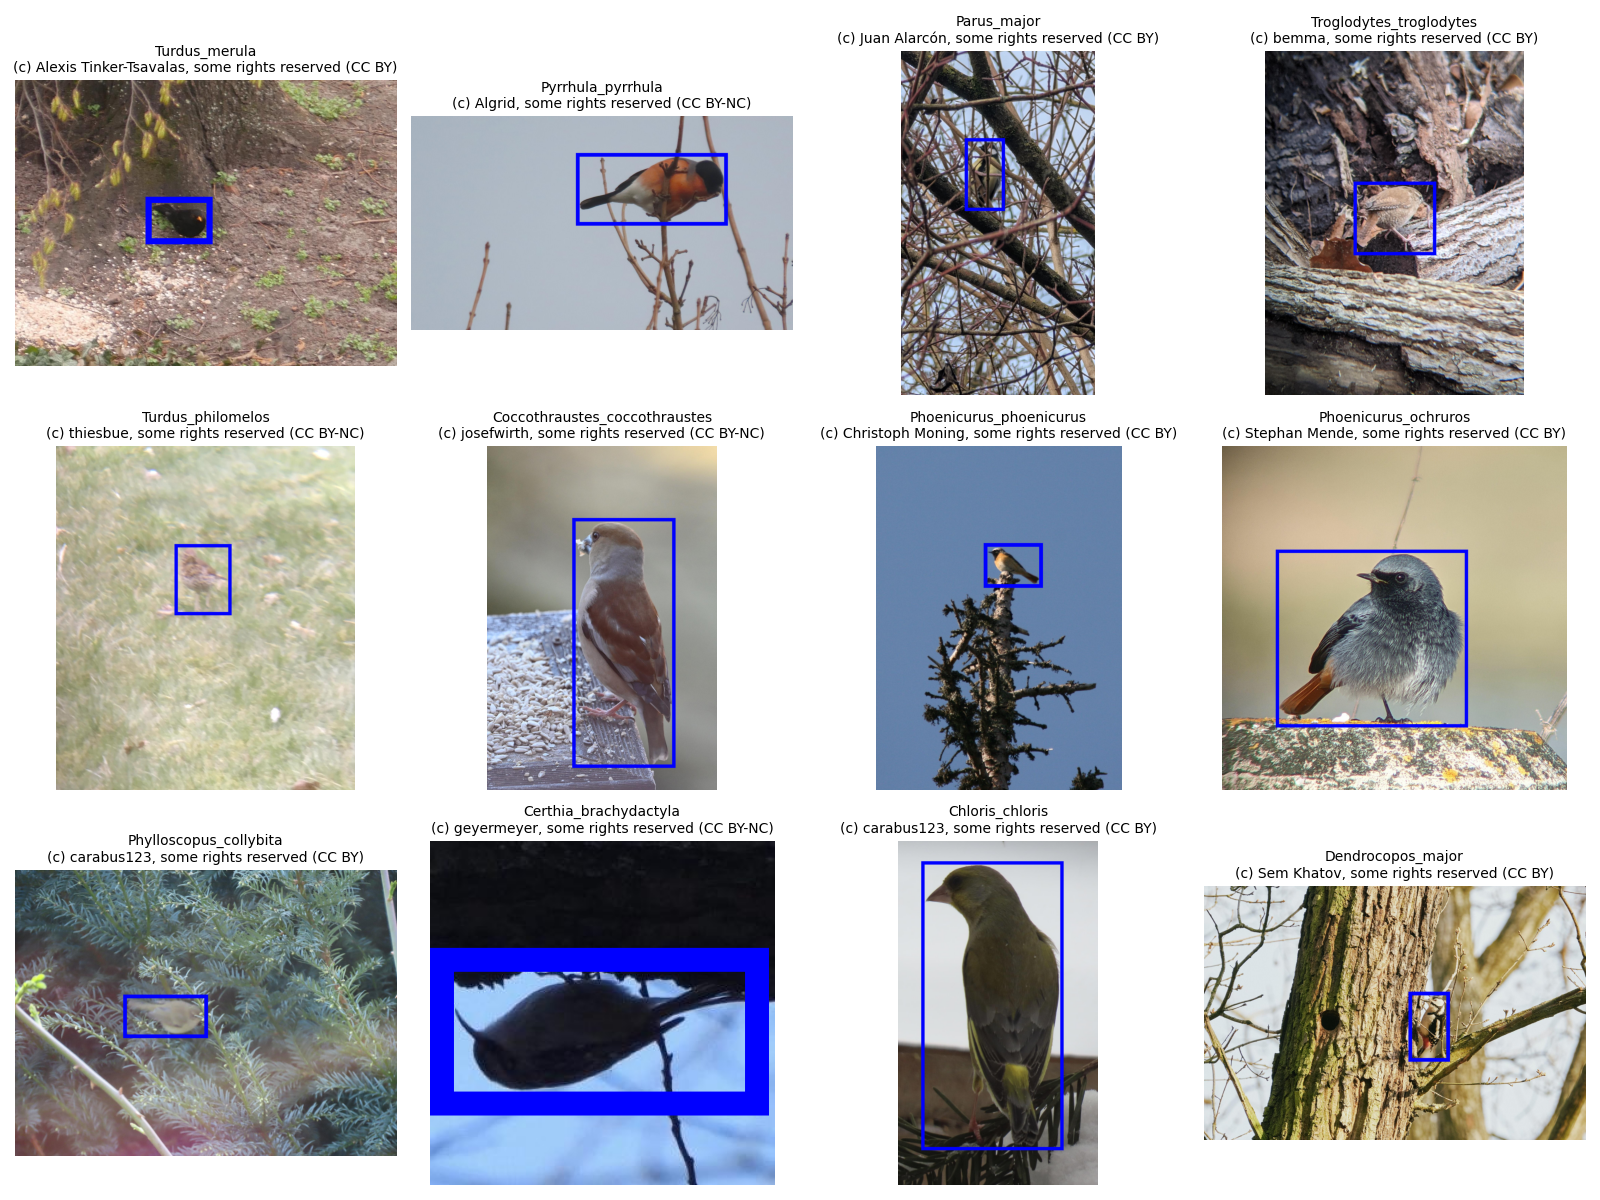 Turdus_merula
(c) Alexis Tinker-Tsavalas, some rights reserved (CC BY)
Pyrrhula_pyrrhula
(c) Algrid, some rights reserved (CC BY-NC)
Parus_major
(c) Juan Alarcón, some rights reserved (CC BY)
Troglodytes_troglodytes
(c) bemma, some rights reserved (CC BY)
Turdus_philomelos
(c) thiesbue, some rights reserved (CC BY-NC)
Coccothraustes_coccothraustes
(c) josefwirth, some rights reserved (CC BY-NC)
Phoenicurus_phoenicurus
(c) Christoph Moning, some rights reserved (CC BY)
Phoenicurus_ochruros
(c) Stephan Mende, some rights reserved (CC BY)
Phylloscopus_collybita
(c) carabus123, some rights reserved (CC BY)
Certhia_brachydactyla
(c) geyermeyer, some rights reserved (CC BY-NC)
Chloris_chloris
(c) carabus123, some rights reserved (CC BY)
Dendrocopos_major
(c) Sem Khatov, some rights reserved (CC BY)